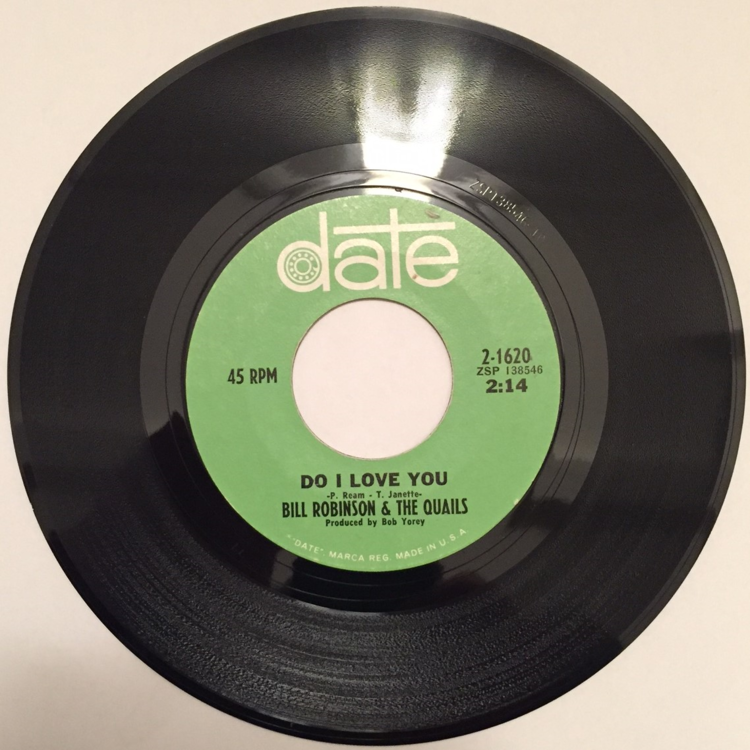 date
45 RPM
2-1620
ZSP 138546
2:14
DO I LOVE YOU
-P. Ream - T. Janette-
BILL ROBINSON & THE QUAILS
Produced by Bob Yorey
"DATE" MARCA REG. MADE IN U.S.A